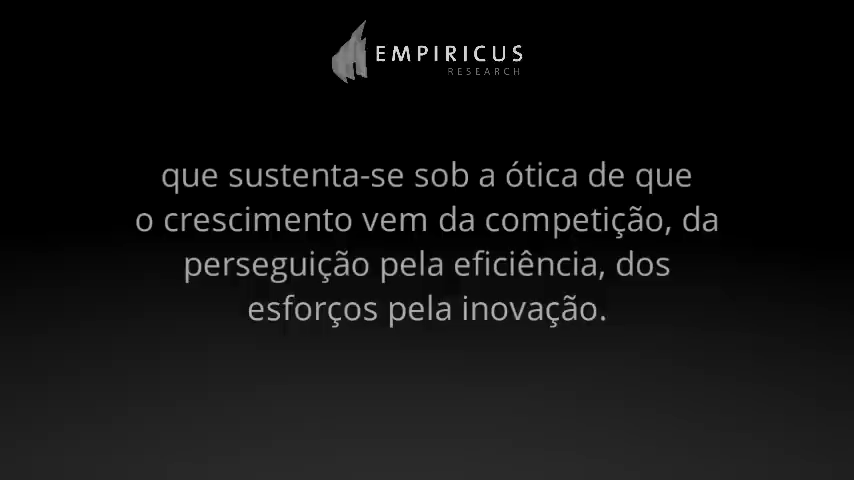 EMPIRICUS
RESEARCH
que sustenta-se sob a ótica de que
o crescimento vem da competição, da
perseguição pela eficiência, dos
esforços pela inovação.